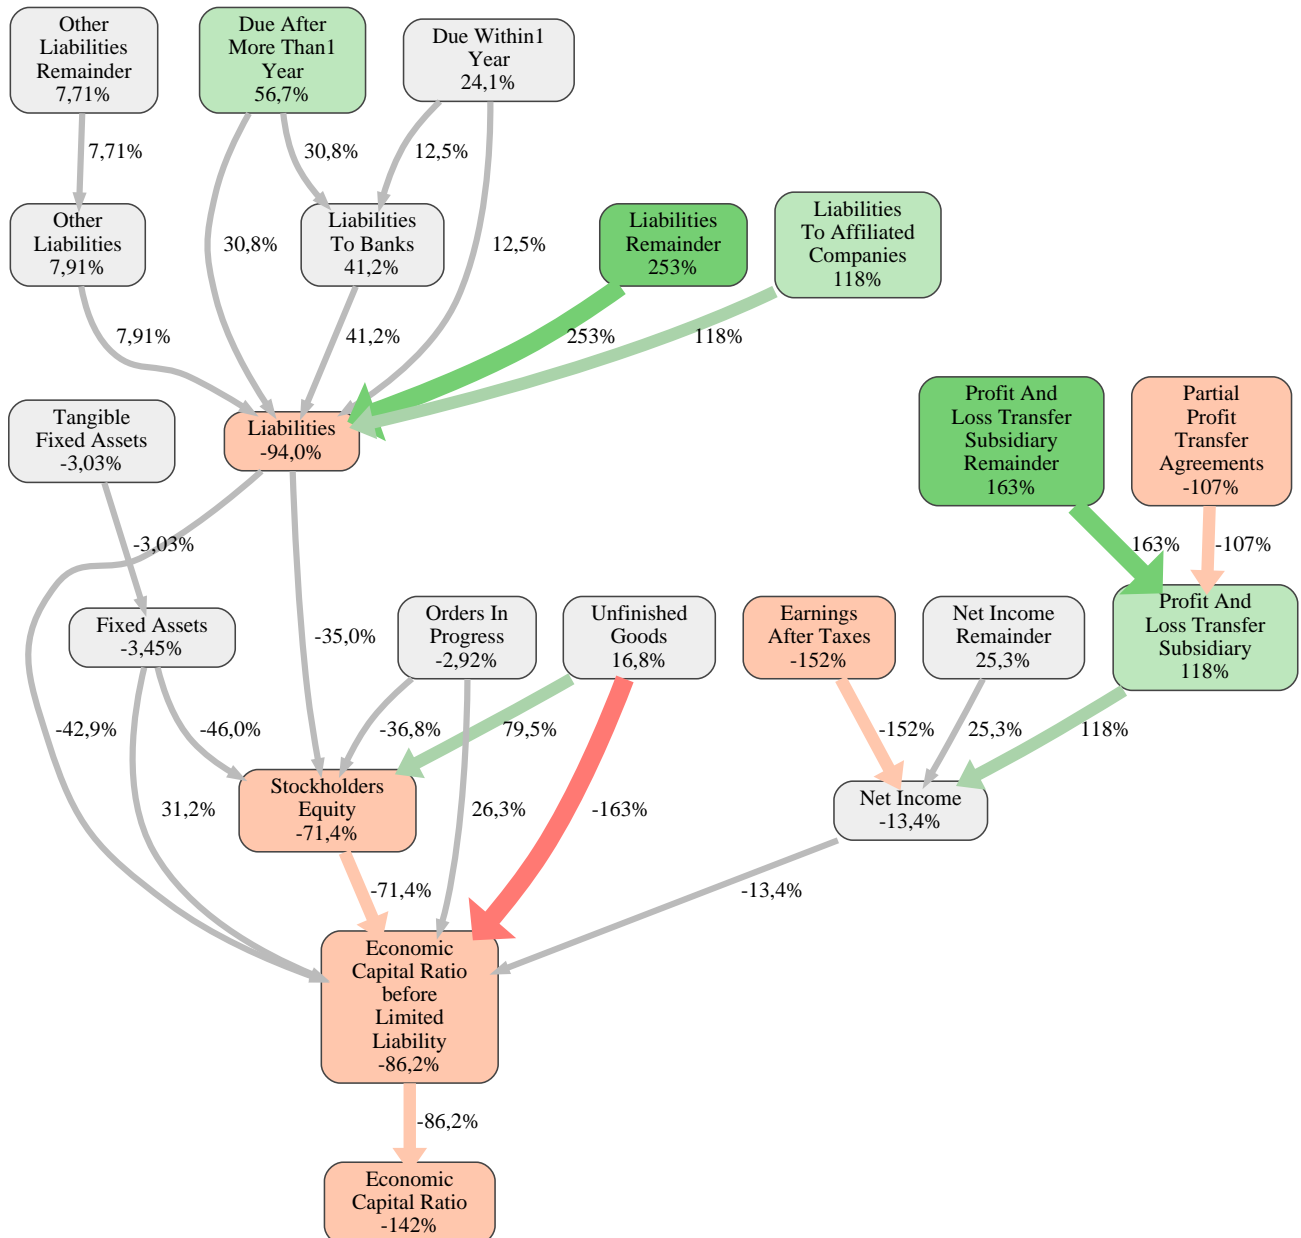 Other
Liabilities
Remainder
7,71%
Due After
More Than1
Year
56,7%
Due Within1
Year
24,1%
7,71%
30,8%
12,5%
Other
Liabilities
7,91%
30,8%
Liabilities
To Banks
41,2%
12,5%
Liabilities
Remainder
253%
Liabilities
To Affiliated
Companies
118%
7,91%
41,2%
253%
118%
Tangible
Fixed Assets
-3,03%
Liabilities
-94,0%
Profit And
Loss Transfer
Subsidiary
Remainder
163%
Partial
Profit
Transfer
Agreements
-107%
-3,03%
163%
-107%
Fixed Assets
-3,45%
-35,0%
Orders In
Progress
-2,92%
Unfinished
Goods
16,8%
Earnings
After Taxes
-152%
Net Income
Remainder
25,3%
Profit And
Loss Transfer
Subsidiary
118%
-42,9%
-46,0%
-36,8%
79,5%
-152%
25,3%
118%
31,2%
Stockholders
Equity
-71,4%
26,3%
-163%
Net Income
-13,4%
-71,4%
-13,4%
Economic
Capital Ratio
before
Limited
Liability
-86,2%
-86,2%
Economic
Capital Ratio
-142%